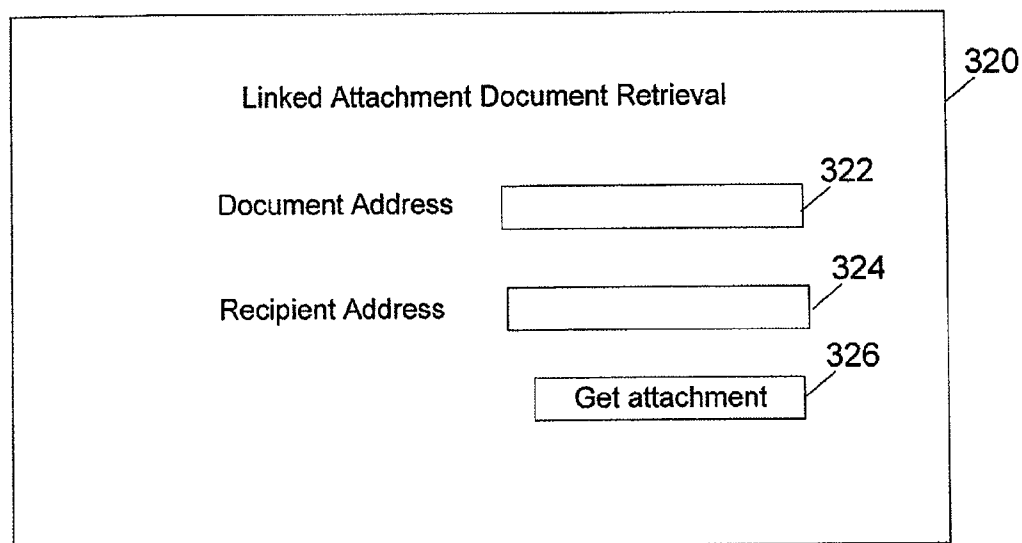 320
Linked Attachment Document Retrieval
322
Document Address
324
Recipient Address
326
Get attachment